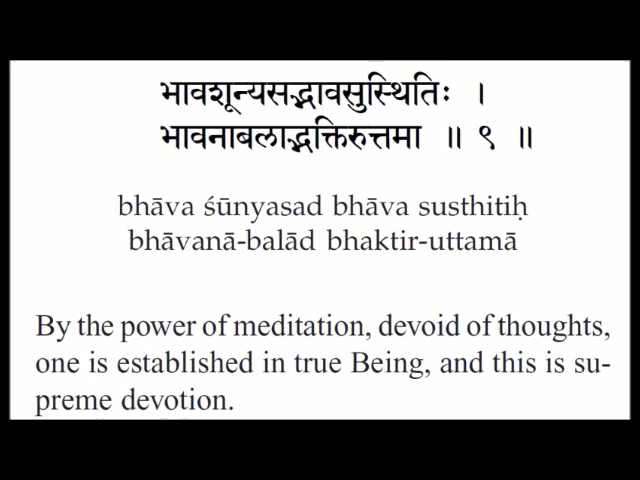 भावशून्यसद्भावसुस्थितिः ।
भावनाबलाद्भक्तिरुत्तमा ॥ ९ ॥
bhāva śūnyasad bhāva susthitiḥ
bhāvanā-balād bhaktir-uttamā
By the power of meditation, devoid of thoughts,
one is established in true Being, and this is su-
preme devotion.